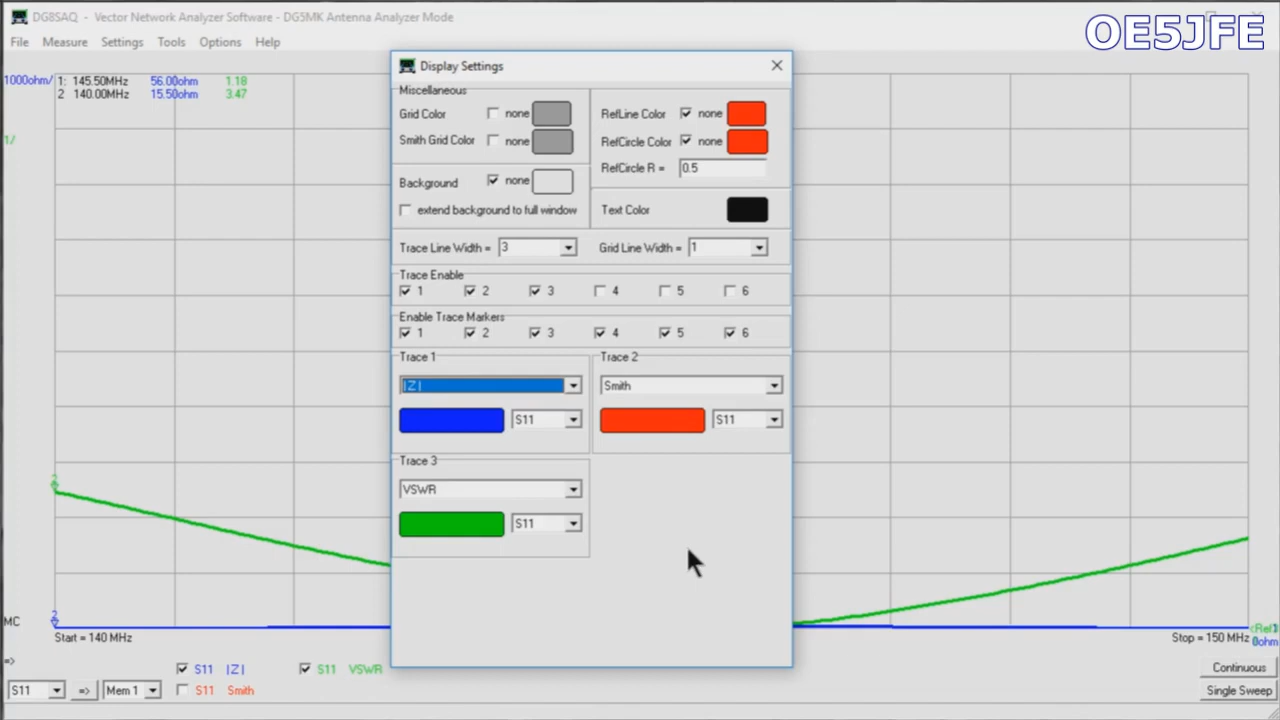 DG8SAQ - Vector Network Analyzer Software - DG5MK Antenna Analyzer Mode
OE5JFE
File Measure Settings Tools Options Help
1000ohm/ 1: 145.50MHz 56.00ohm 1.18
2 140.00MHz 15.50ohm 3.47
1/
Display Settings
Miscellaneous
Grid Color none
Smith Grid Color none
Background none
extend background to full window
RefLine Color none
RefCircle Color none
RefCircle R = 0.5
Text Color
Trace Line Width = 3 Grid Line Width = 1
Trace Enable
1 2 3 4 5 6
Enable Trace Markers
1 2 3 4 5 6
Trace 1
|Z|
S11
Trace 2
Smith
S11
Trace 3
VSWR
S11
2
2
MC
Start = 140 MHz
Stop = 150 MHz
0ohm
=>
S11 |Z| S11 VSWR
Continuous
S11 => Mem 1 S11 Smith
Single Sweep